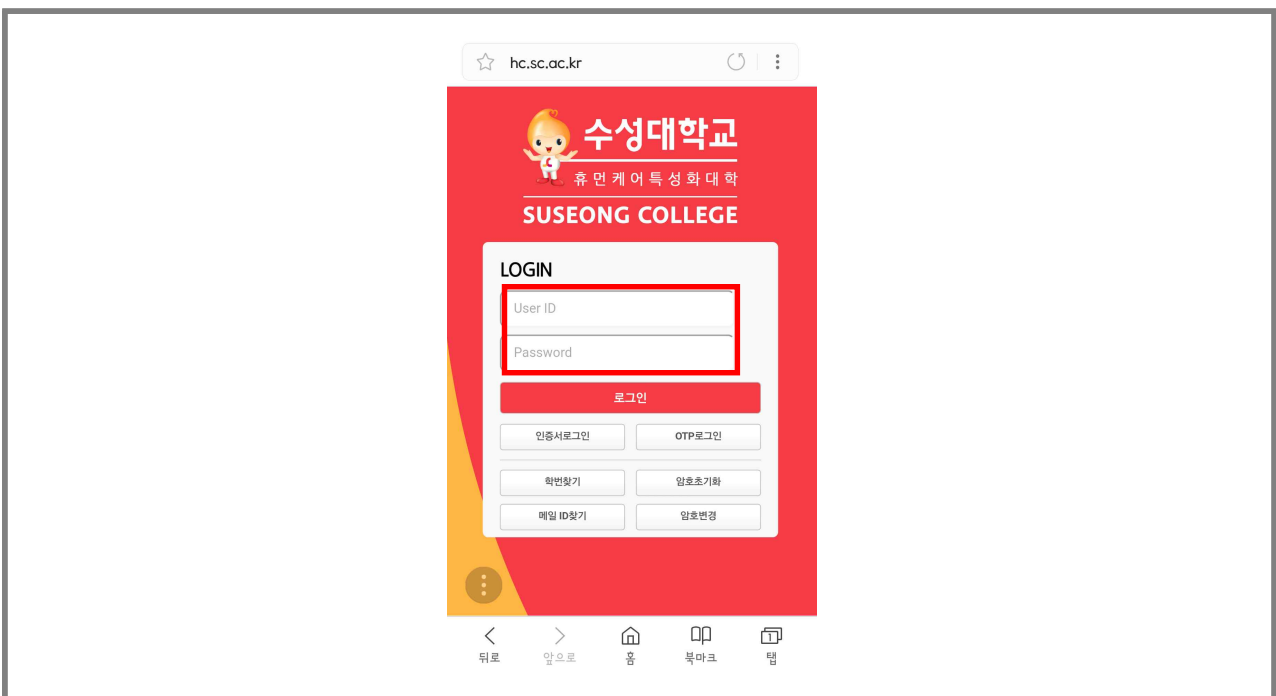 hc.sc.ac.kr
수성대학교
휴먼케어특성화대학
SUSEONG COLLEGE
LOGIN
User ID
Password
로그인
인증서로그인 OTP로그인
학번찾기 암호초기화
메일 ID찾기 암호변경
1
뒤로 앞으로 홈 북마크 탭